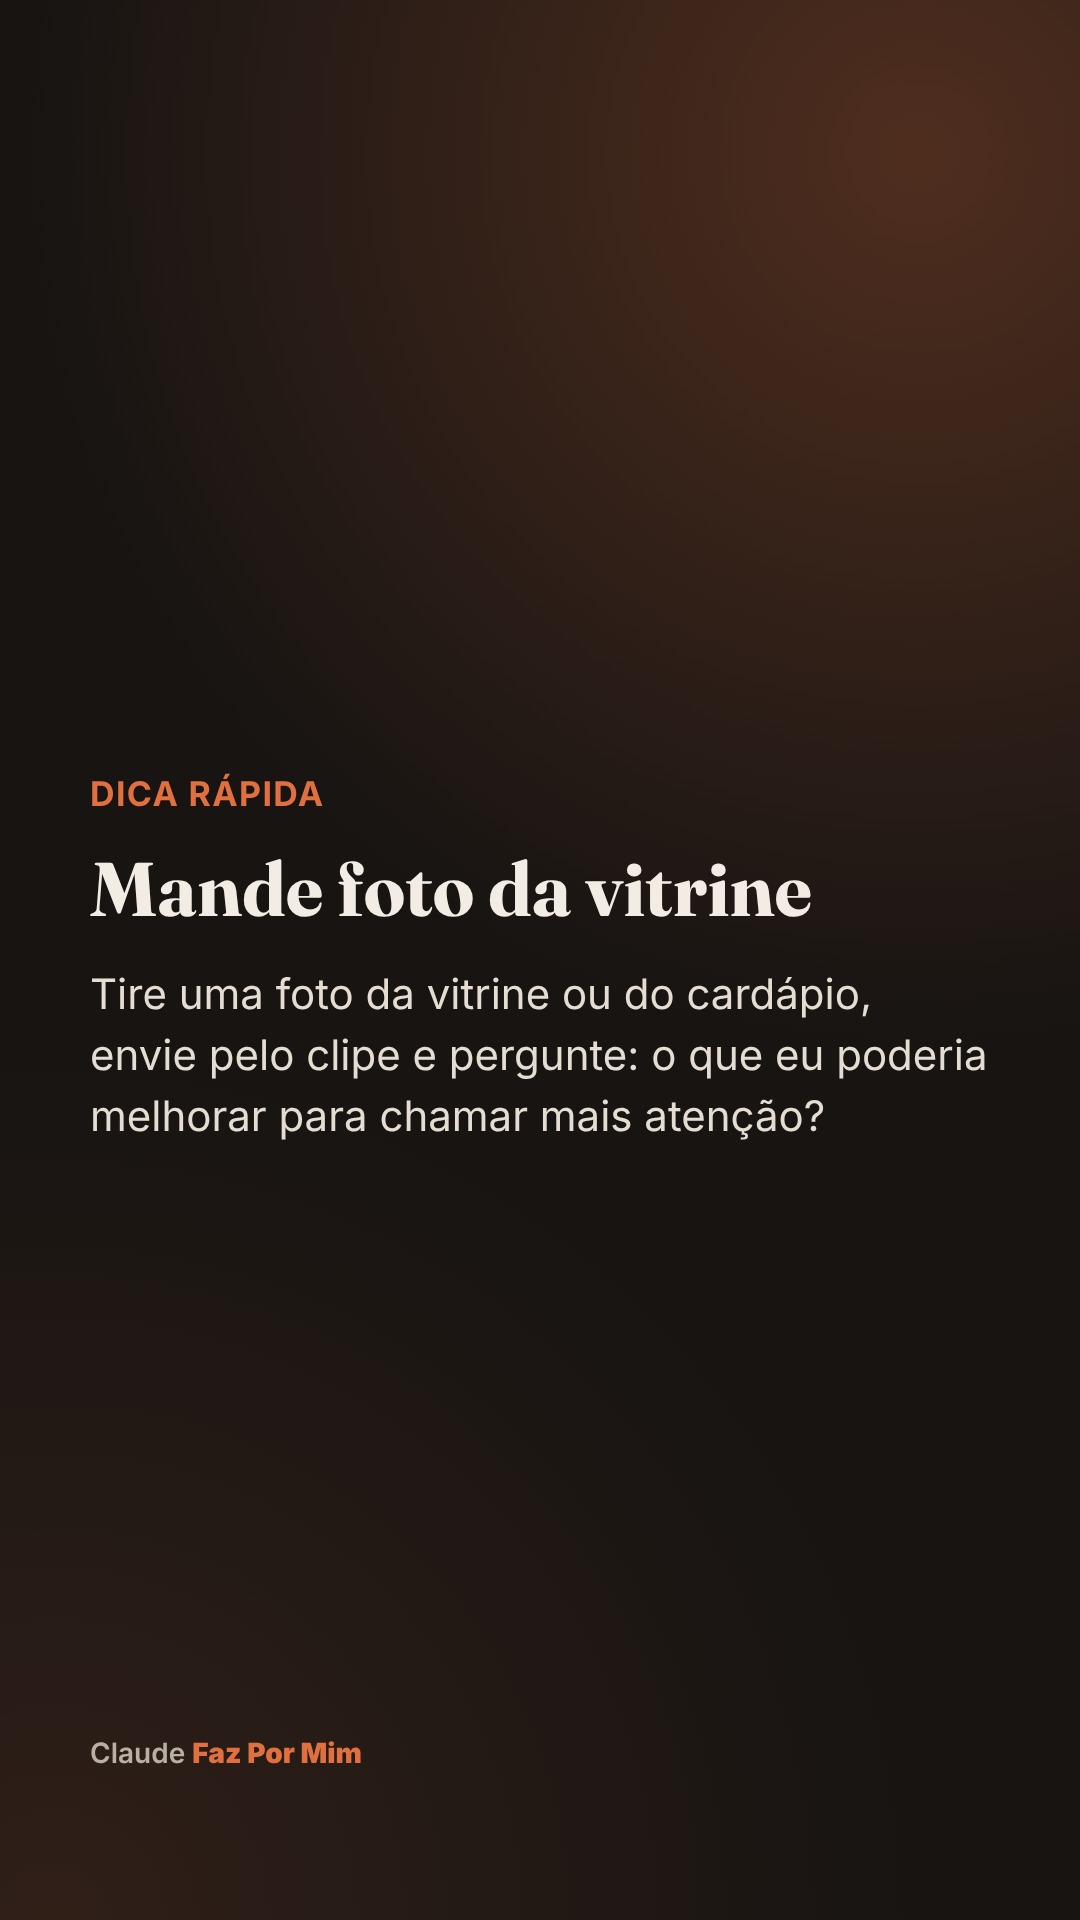 DICA RÁPIDA
Mande foto da vitrine
Tire uma foto da vitrine ou do cardápio,
envie pelo clipe e pergunte: o que eu poderia
melhorar para chamar mais atenção?
Claude Faz Por Mim